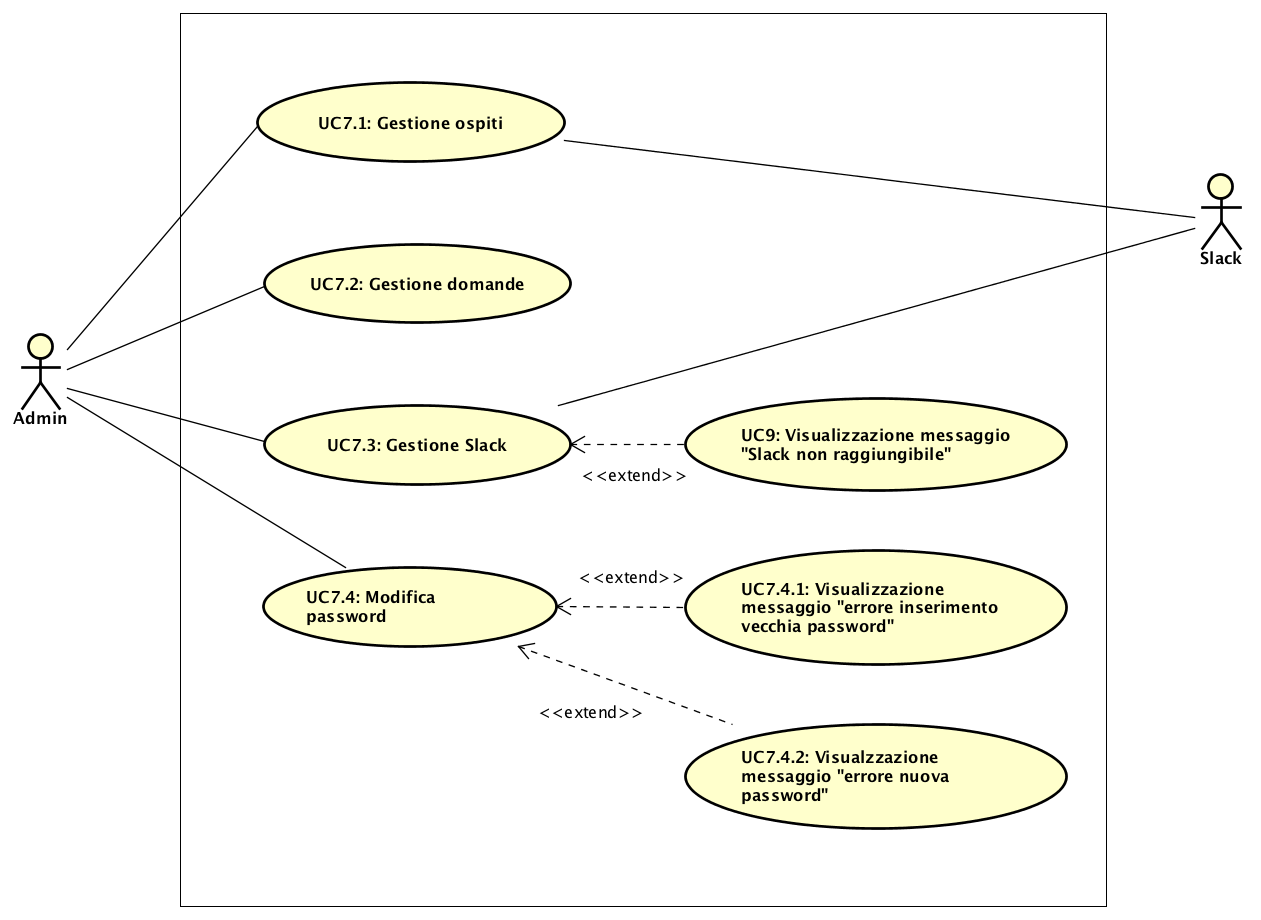 UC7.1: Gestione ospiti
Slack
UC7.2: Gestione domande
Admin
UC7.3: Gestione Slack
UC9: Visualizzazione messaggio
"Slack non raggiungibile"
<<extend>>
<<extend>>
UC7.4: Modifica
password
UC7.4.1: Visualizzazione
messaggio "errore inserimento
vecchia password"
<<extend>>
UC7.4.2: Visualzzazione
messaggio "errore nuova
password"